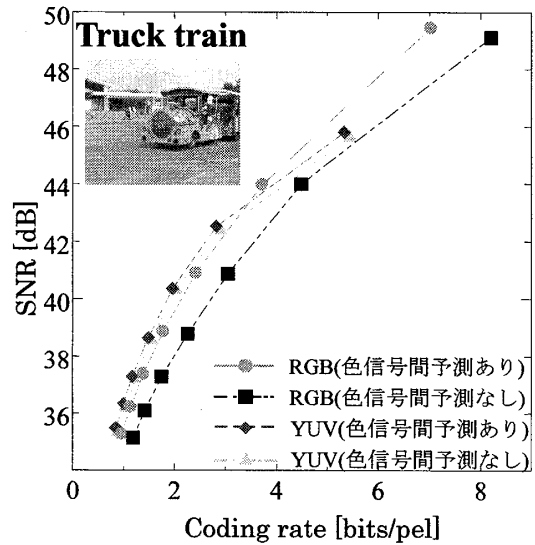 Truck train
50
48
46
44
42
40
38
36
SNR [dB]
RGB(色信号間予測あり)
RGB(色信号間予測なし)
YUV(色信号間予測あり)
YUV(色信号間予測なし)
0 2 4 6 8
Coding rate [bits/pel]